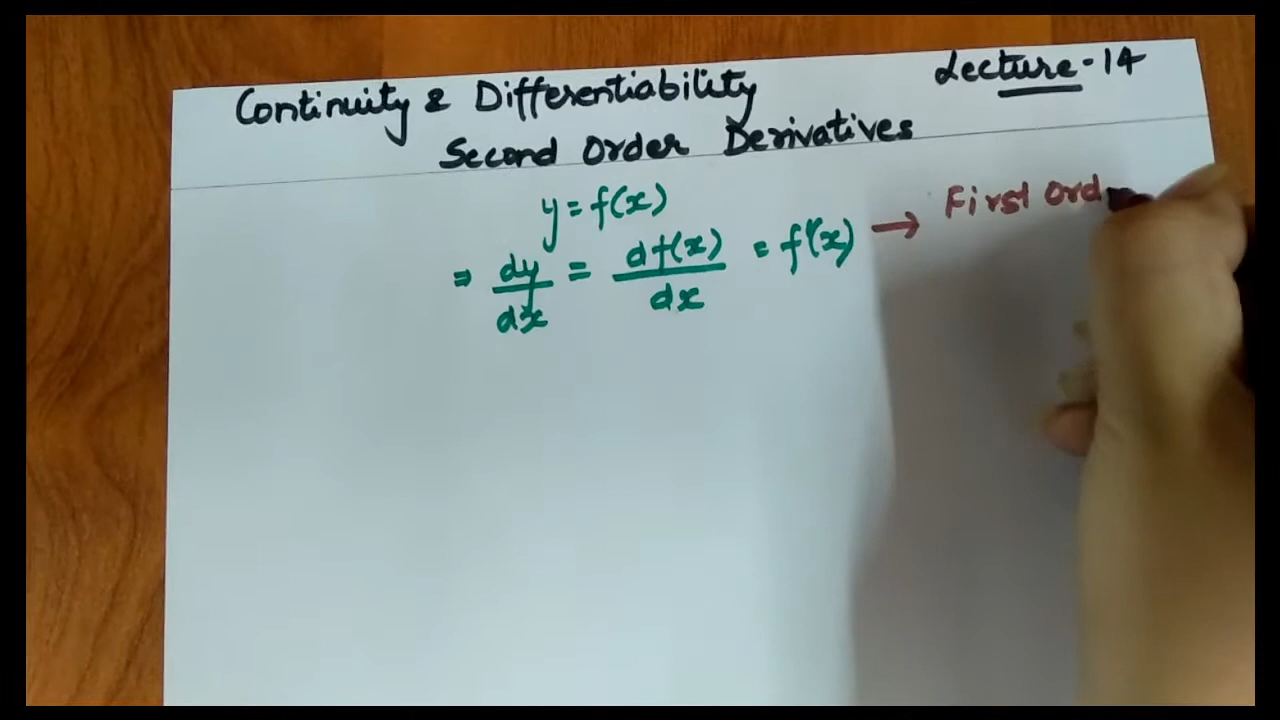 Continuity & Differentiability Lecture-14
Second Order Derivatives
y = f(x)
⇒ dy/dx = df(x)/dx = f'(x) → First Ord